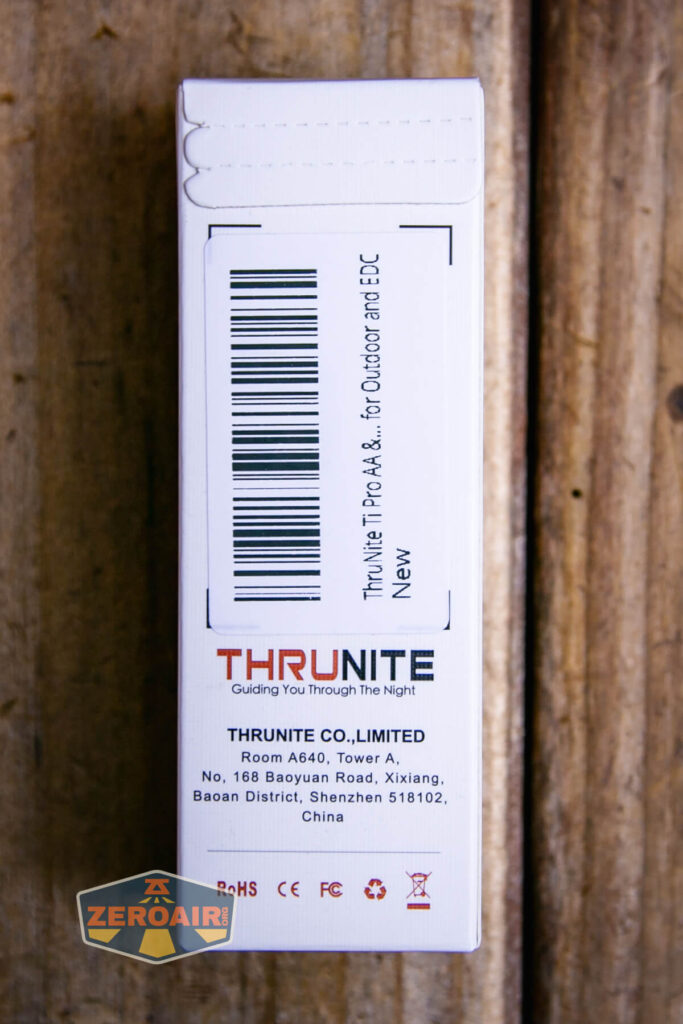 ThruNite Ti Pro AA &... for Outdoor and EDC
New
THRUNITE
Guiding You Through The Night
THRUNITE CO.,LIMITED
Room A640, Tower A,
No, 168 Baoyuan Road, Xixiang,
Baoan District, Shenzhen 518102,
China
RoHS CE FC
ZEROAIR.ORG